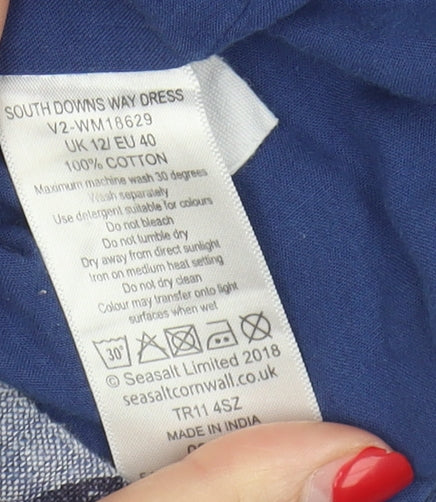 SOUTH DOWNS WAY DRESS
V2-WM18629
UK 12/ EU 40
100% COTTON
Maximum machine wash 30 degrees
Wash separately
Use detergent suitable for colours
Do not bleach
Do not tumble dry
Dry away from direct sunlight
Iron on medium heat setting
Do not dry clean
Colour may transfer onto light
surfaces when wet
30°
© Seasalt Limited 2018
seasaltcornwall.co.uk
TR11 4SZ
MADE IN INDIA